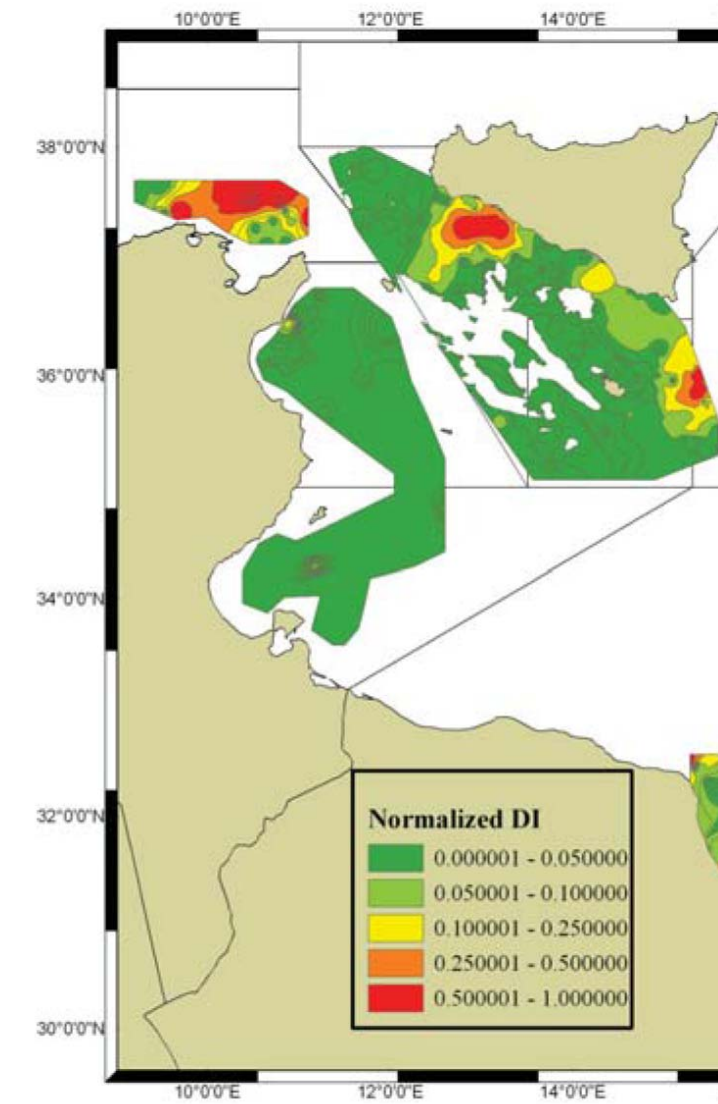 10°0'0"E 12°0'0"E 14°0'0"E
38°0'0"N
36°0'0"N
34°0'0"N
32°0'0"N
30°0'0"N
Normalized DI
0.000001 - 0.050000
0.050001 - 0.100000
0.100001 - 0.250000
0.250001 - 0.500000
0.500001 - 1.000000
10°0'0"E 12°0'0"E 14°0'0"E